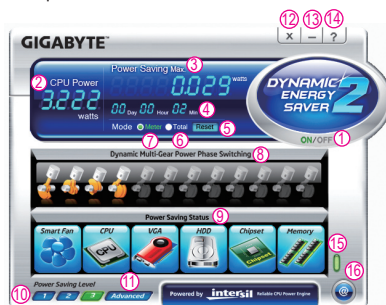 12 13 14
X – ?
GIGABYTE™
Power Saving Max. 3
2 CPU Power
0.029 watts
3.222
watts
00 Day 00 Hour 02 Min 4
Mode Meter Total Reset 5
7 6
DYNAMIC
ENERGY
SAVER 2
ON/OFF 1
Dynamic Multi-Gear Power Phase Switching 8
Power Saving Status 9
Smart Fan CPU VGA HDD Chipset Memory
CPU
Chipset
15
11 16
Power Saving Level
10 1 2 3 Advanced
Powered by intersil Reliable CPU Power Engine
@